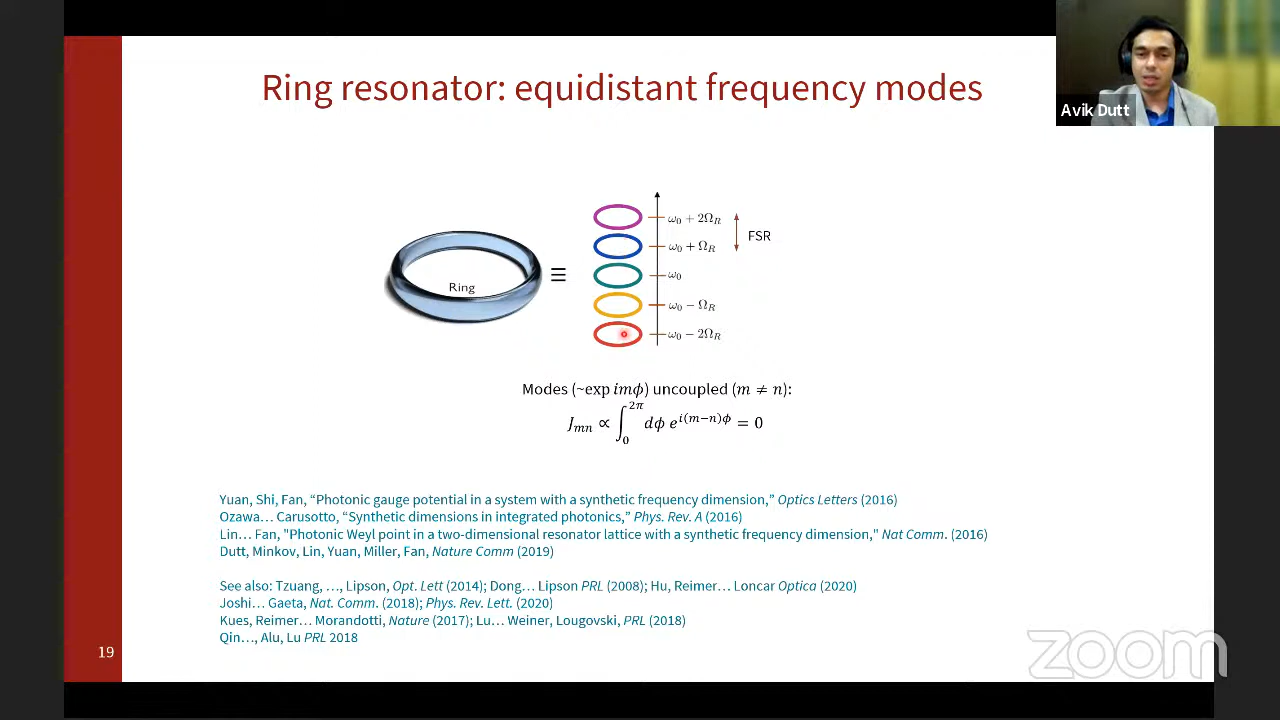 Ring resonator: equidistant frequency modes
Avik Dutt
Ring
≡
ω₀ + 2Ω_R
ω₀ + Ω_R
ω₀
ω₀ − Ω_R
ω₀ − 2Ω_R
FSR
Modes (~exp imϕ) uncoupled (m ≠ n):
J_mn ∝ ∫₀^2π dϕ e^i(m−n)ϕ = 0
Yuan, Shi, Fan, “Photonic gauge potential in a system with a synthetic frequency dimension,” Optics Letters (2016)
Ozawa… Carusotto, “Synthetic dimensions in integrated photonics,” Phys. Rev. A (2016)
Lin… Fan, "Photonic Weyl point in a two-dimensional resonator lattice with a synthetic frequency dimension," Nat Comm. (2016)
Dutt, Minkov, Lin, Yuan, Miller, Fan, Nature Comm (2019)
See also: Tzuang, …, Lipson, Opt. Lett (2014); Dong… Lipson PRL (2008); Hu, Reimer… Loncar Optica (2020)
Joshi… Gaeta, Nat. Comm. (2018); Phys. Rev. Lett. (2020)
Kues, Reimer… Morandotti, Nature (2017); Lu… Weiner, Lougovski, PRL (2018)
Qin…, Alu, Lu PRL 2018
19
zoom